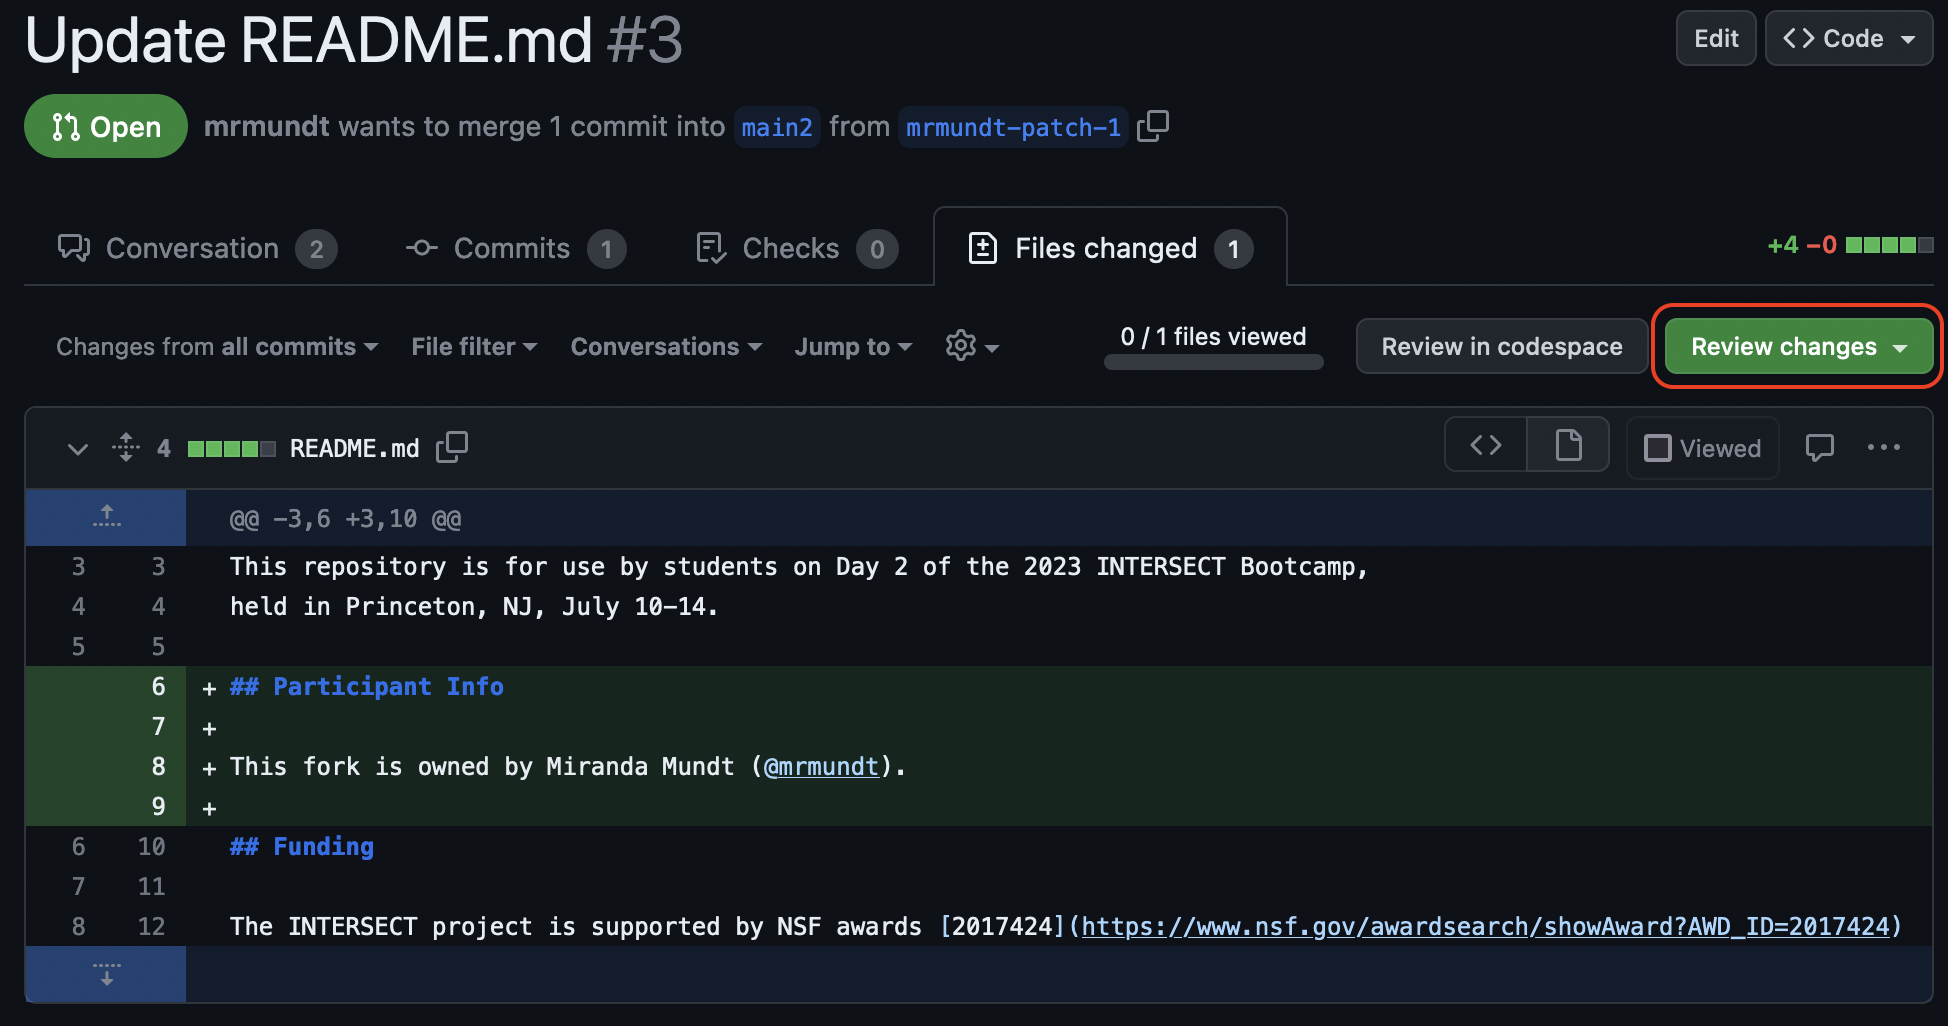 Update README.md #3
Edit
<> Code
Open
mrmundt wants to merge 1 commit into main2 from mrmundt-patch-1
Conversation 2
Commits 1
Checks 0
Files changed 1
+4 −0
Changes from all commits
File filter
Conversations
Jump to
0 / 1 files viewed
Review in codespace
Review changes
4
README.md
Viewed
@@ -3,6 +3,10 @@
3 3 This repository is for use by students on Day 2 of the 2023 INTERSECT Bootcamp,
4 4 held in Princeton, NJ, July 10-14.
5 5
6 + ## Participant Info
7 +
8 + This fork is owned by Miranda Mundt (@mrmundt).
9 +
6 10 ## Funding
7 11
8 12 The INTERSECT project is supported by NSF awards [2017424](https://www.nsf.gov/awardsearch/showAward?AWD_ID=2017424)